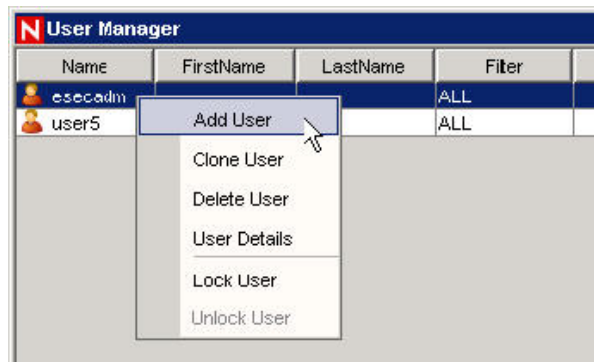 N User Manager
Name FirstName LastName Filter
esecadm ALL
user5 ALL
Add User
Clone User
Delete User
User Details
Lock User
Unlock User